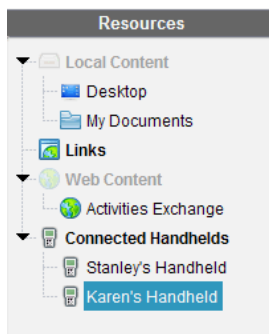 Resources
Local Content
Desktop
My Documents
Links
Web Content
Activities Exchange
Connected Handhelds
Stanley's Handheld
Karen's Handheld